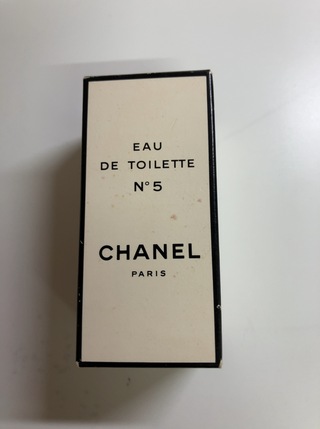 EAU
DE TOILETTE
N° 5
CHANEL
PARIS